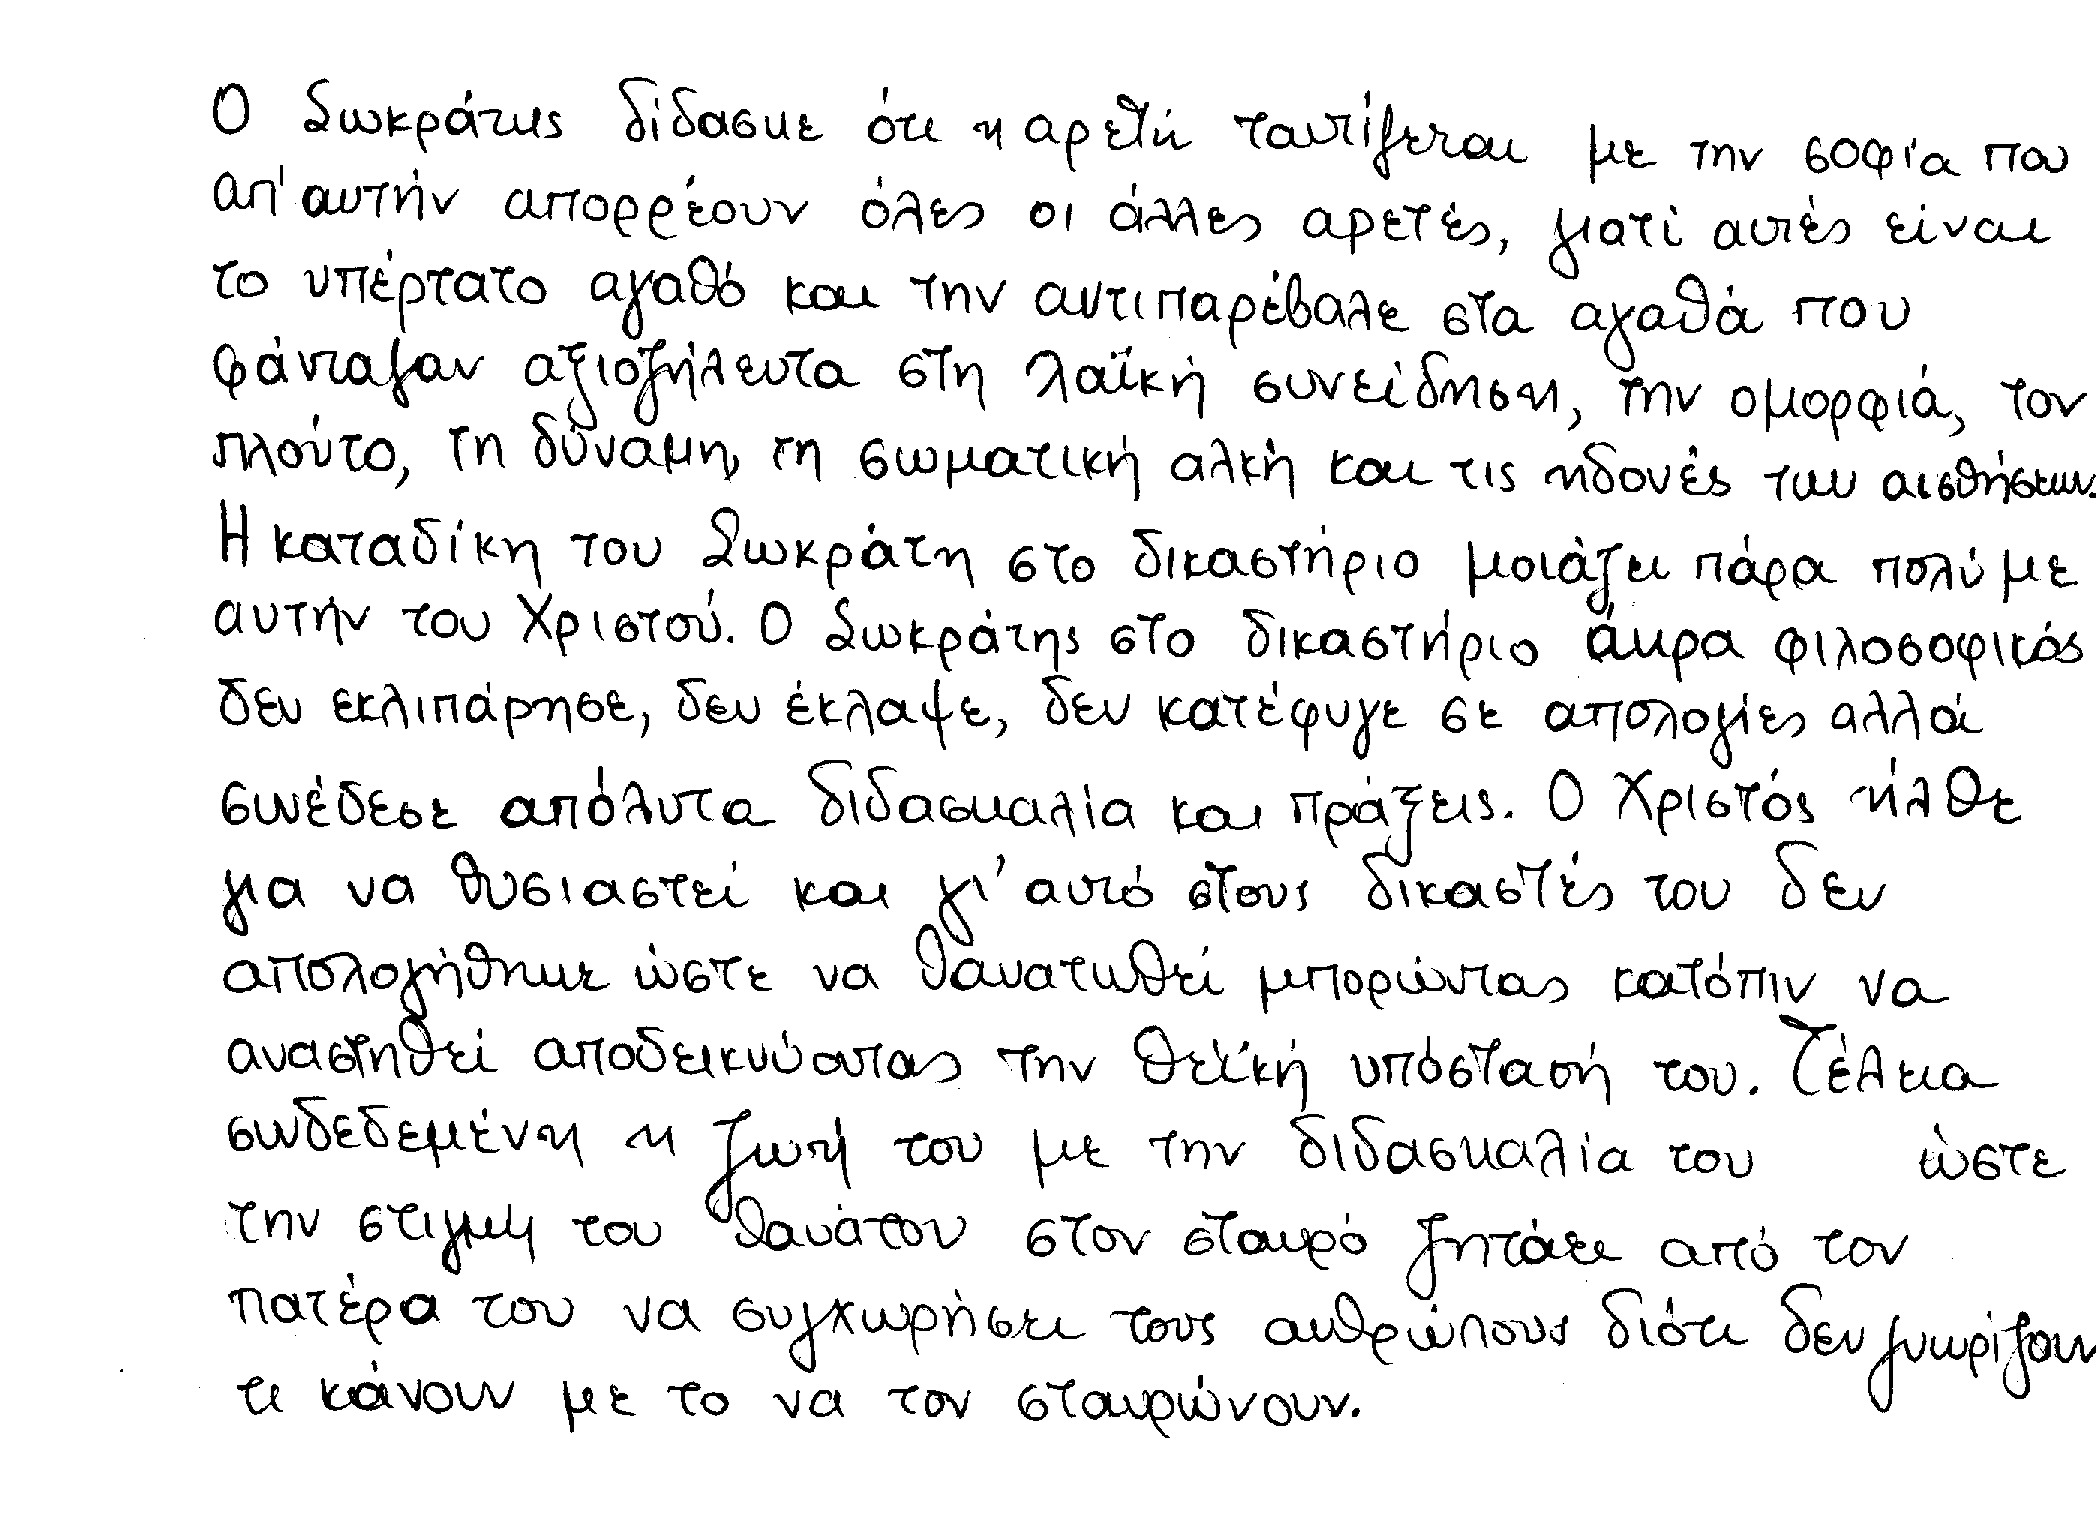 Ο Σωκράτης δίδασκε ότι η αρετή ταυτίζεται με την σοφία που
απ' αυτήν απορρέουν όλες οι άλλες αρετές, γιατί αυτές είναι
το υπέρτατο αγαθό και την αντιπαρέβαλε στα αγαθά που
φάνταζαν αξιοζήλευτα στη λαϊκή συνείδηση, την ομορφιά, τον
πλούτο, τη δύναμη, τη σωματική αλκή και τις ηδονές των αισθήσεων.
Η καταδίκη του Σωκράτη στο δικαστήριο μοιάζει πάρα πολύ με
αυτήν του Χριστού. Ο Σωκράτης στο δικαστήριο άκρα φιλοσοφικός
δεν εκλιπάρησε, δεν έκλαψε, δεν κατέφυγε σε απολογίες αλλά
συνέδεσε απόλυτα διδασκαλία και πράξεις. Ο Χριστός ήλθε
για να θυσιαστεί και γι' αυτό στους δικαστές του δεν
απολογήθηκε ώστε να θανατωθεί μπορώντας κατόπιν να
αναστηθεί αποδεικνύοντας την θεϊκή υπόστασή του. Τέλεια
συνδεδεμένη η ζωή του με την διδασκαλία του ώστε
την στιγμή του θανάτου στον σταυρό ζητάει από τον
πατέρα του να συγχωρήσει τους ανθρώπους διότι δεν γνωρίζουν
τι κάνουν με το να τον σταυρώνουν.